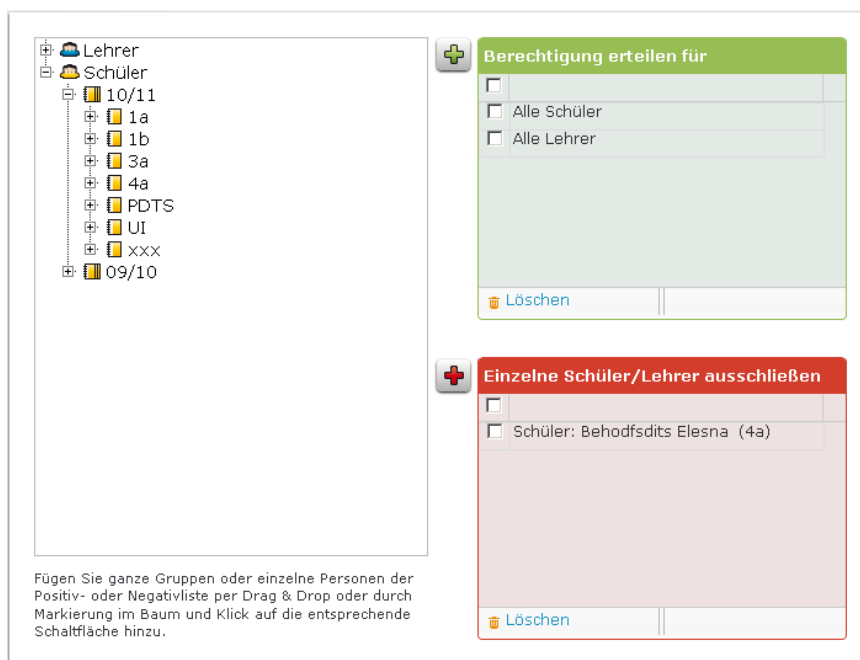 Lehrer
Schüler
10/11
1a
1b
3a
4a
PDTS
UI
xxx
09/10
Fügen Sie ganze Gruppen oder einzelne Personen der
Positiv- oder Negativliste per Drag & Drop oder durch
Markierung im Baum und Klick auf die entsprechende
Schaltfläche hinzu.
Berechtigung erteilen für
Alle Schüler
Alle Lehrer
Löschen
Einzelne Schüler/Lehrer ausschließen
Schüler: Behodfsdits Elesna (4a)
Löschen